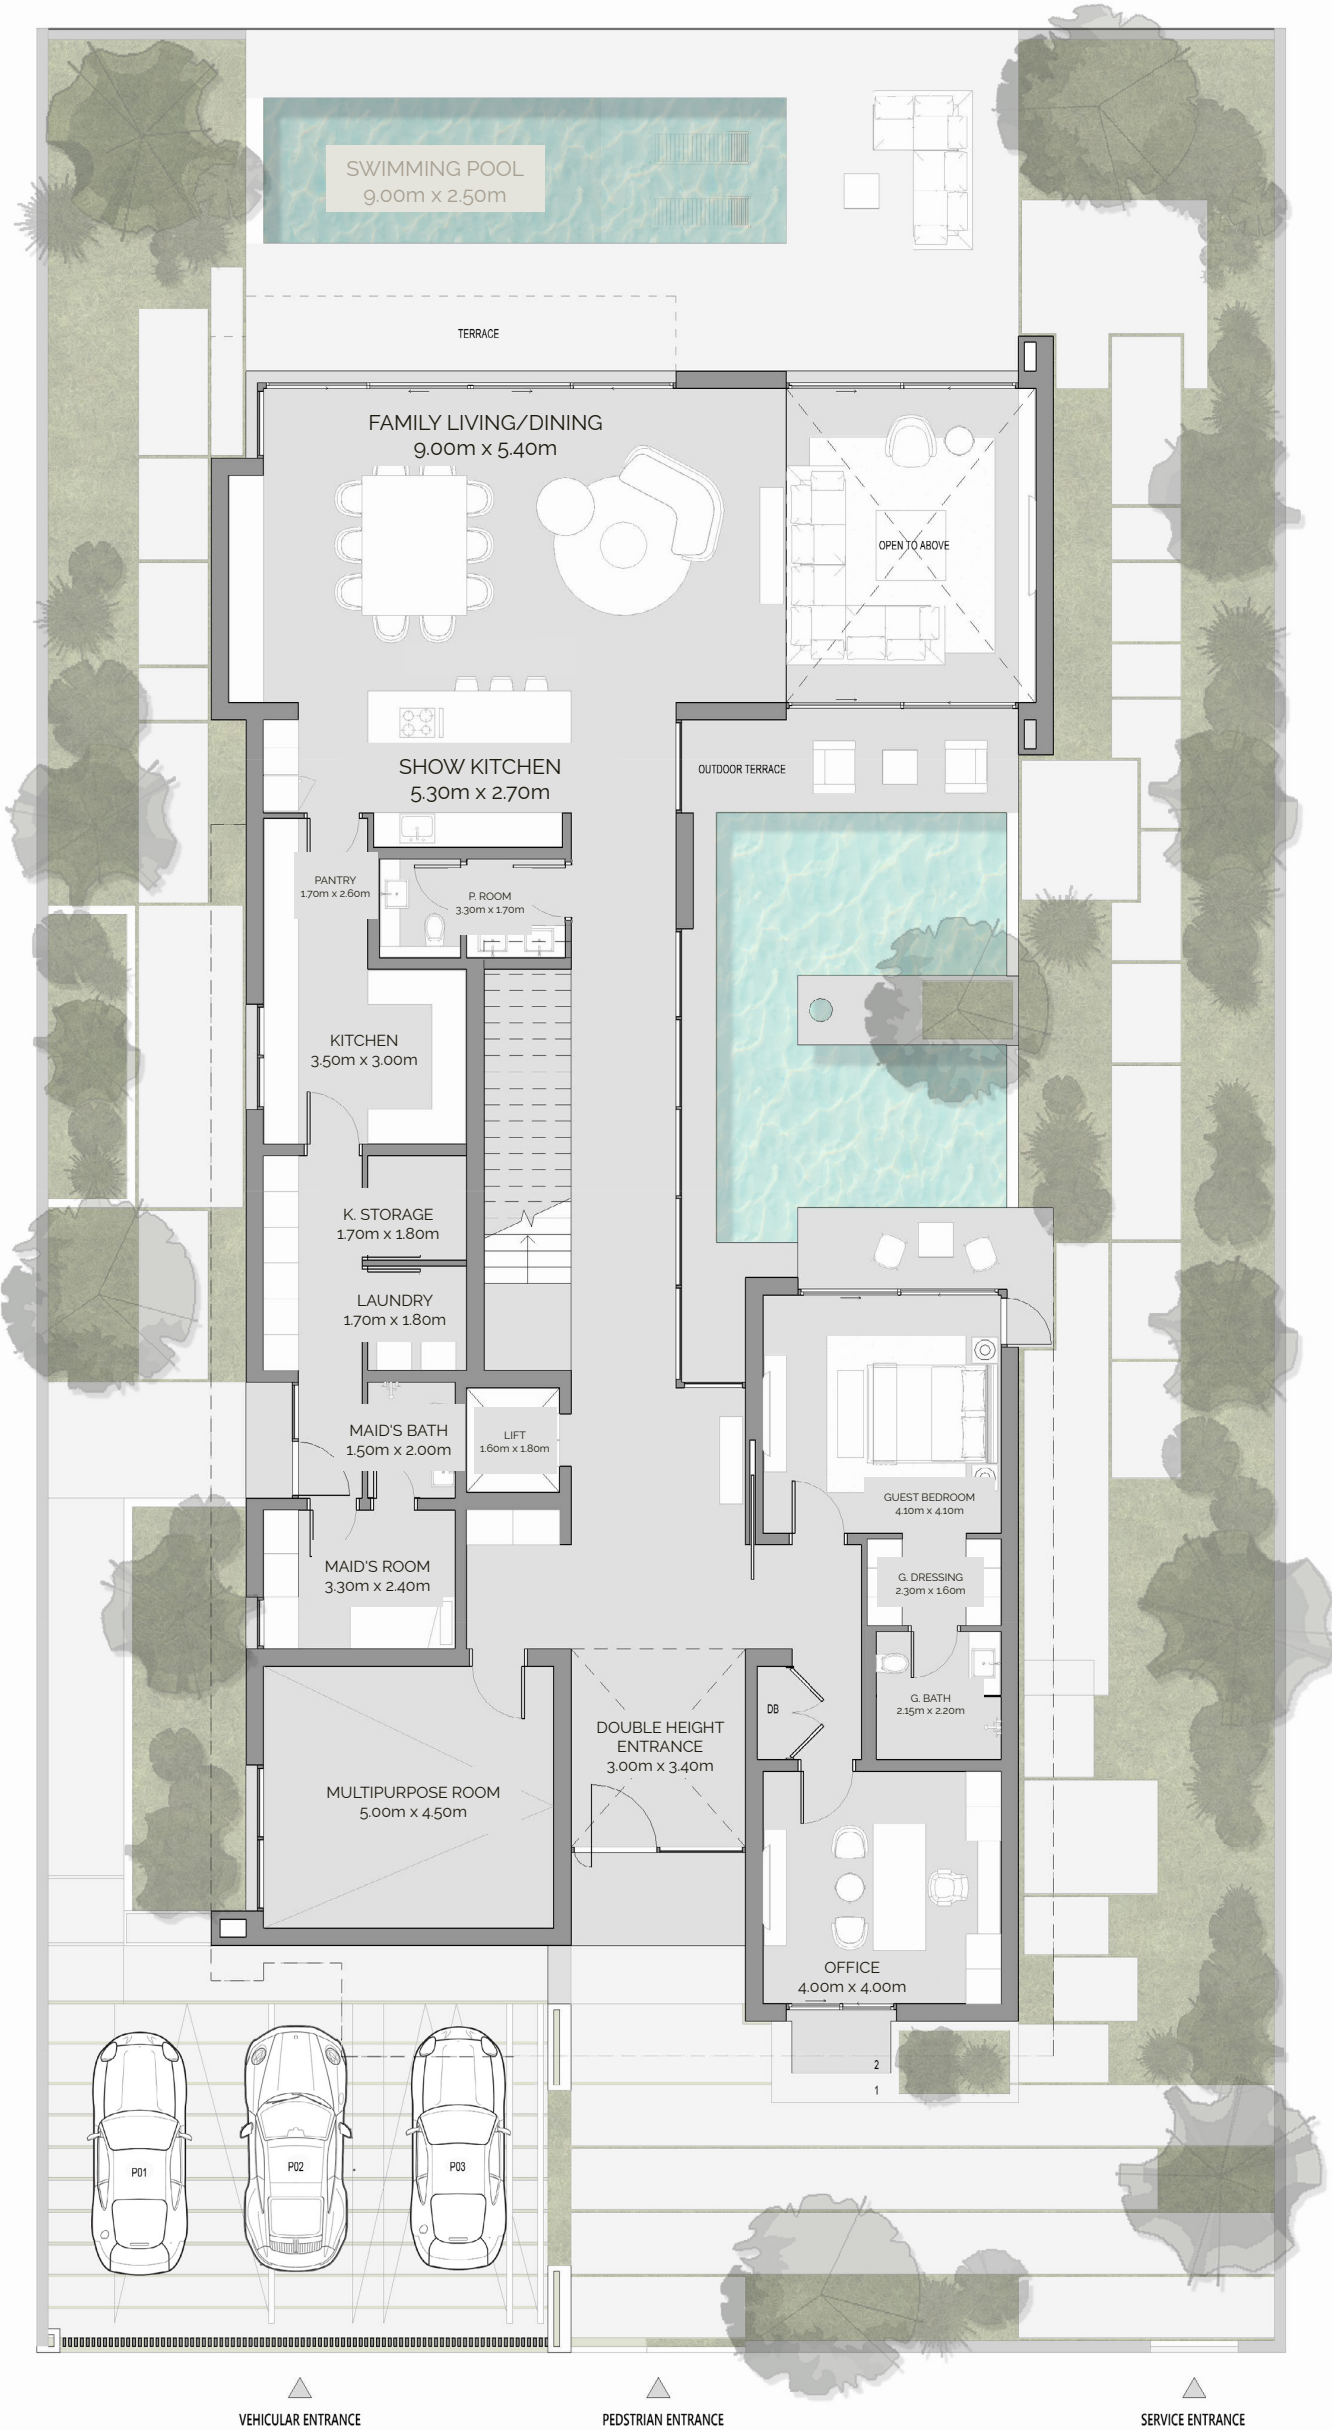 SWIMMING POOL
9.00m x 2.50m
TERRACE
FAMILY LIVING/DINING
9.00m x 5.40m
OPEN TO ABOVE
SHOW KITCHEN
5.30m x 2.70m
OUTDOOR TERRACE
PANTRY
1.70m x 2.60m
P. ROOM
3.30m x 1.70m
KITCHEN
3.50m x 3.00m
K. STORAGE
1.70m x 1.80m
LAUNDRY
1.70m x 1.80m
MAID'S BATH
1.50m x 2.00m
LIFT
1.60m x 1.80m
GUEST BEDROOM
4.10m x 4.10m
MAID'S ROOM
3.30m x 2.40m
G. DRESSING
2.30m x 1.60m
G. BATH
2.15m x 2.20m
DB
DOUBLE HEIGHT
ENTRANCE
3.00m x 3.40m
MULTIPURPOSE ROOM
5.00m x 4.50m
OFFICE
4.00m x 4.00m
2
1
P01
P02
P03
VEHICULAR ENTRANCE
PEDSTRIAN ENTRANCE
SERVICE ENTRANCE